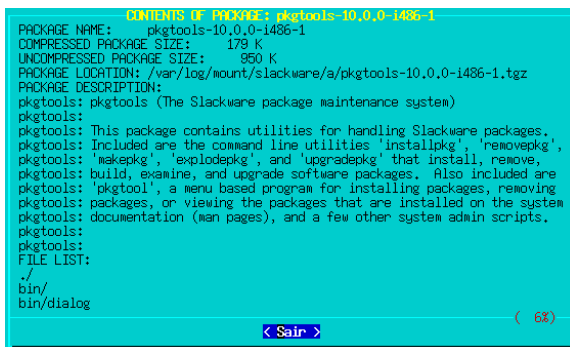 CONTENTS OF PACKAGE: pkgtools-10.0.0-i486-1
PACKAGE NAME: pkgtools-10.0.0-i486-1
COMPRESSED PACKAGE SIZE: 179 K
UNCOMPRESSED PACKAGE SIZE: 950 K
PACKAGE LOCATION: /var/log/mount/slackware/a/pkgtools-10.0.0-i486-1.tgz
PACKAGE DESCRIPTION:
pkgtools: pkgtools (The Slackware package maintenance system)
pkgtools:
pkgtools: This package contains utilities for handling Slackware packages.
pkgtools: Included are the command line utilities 'installpkg', 'removepkg',
pkgtools: 'makepkg', 'explodepkg', and 'upgradepkg' that install, remove,
pkgtools: build, examine, and upgrade software packages. Also included are
pkgtools: 'pkgtool', a menu based program for installing packages, removing
pkgtools: packages, or viewing the packages that are installed on the system
pkgtools: documentation (man pages), and a few other system admin scripts.
pkgtools:
pkgtools:
FILE LIST:
./
bin/
bin/dialog
( 6%)
< Sair >